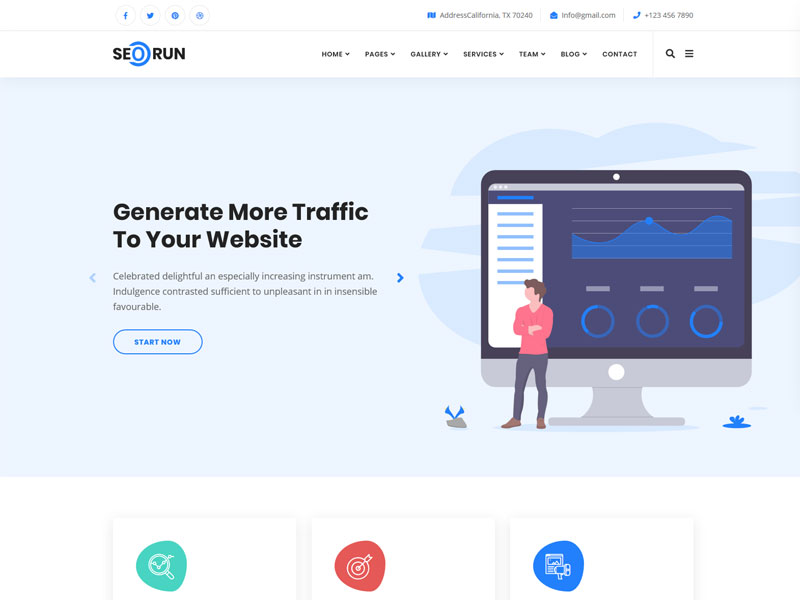 AddressCalifornia, TX 70240
Info@gmail.com
+123 456 7890
SEORUN
HOME
PAGES
GALLERY
SERVICES
TEAM
BLOG
CONTACT
Generate More Traffic
To Your Website
Celebrated delightful an especially increasing instrument am.
Indulgence contrasted sufficient to unpleasant in in insensible
favourable.
START NOW